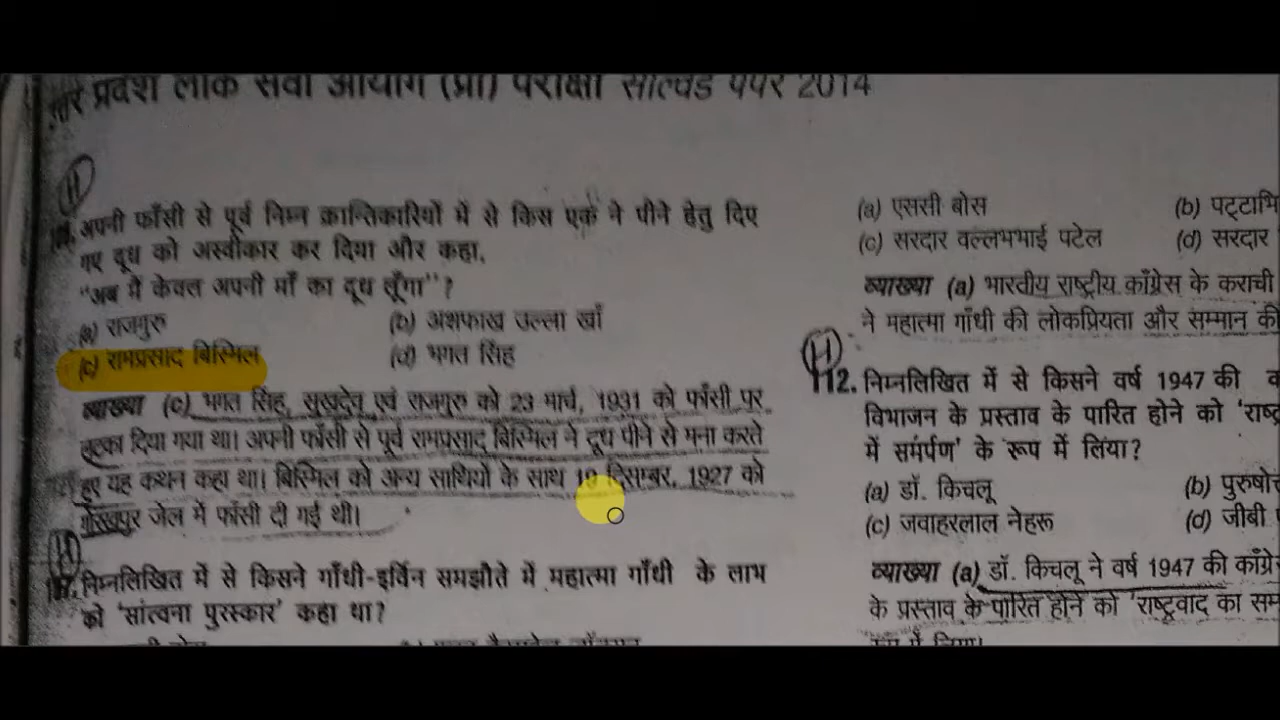 प्रदेश लोक सेवा आयोग (प्रा) परीक्षा सॉल्वड पेपर 2014
H
अपनी फाँसी से पूर्व निम्न क्रान्तिकारियों में से किस एक ने पीने हेतु दिए
गए दूध को अस्वीकार कर दिया और कहा,
"अब मैं केवल अपनी माँ का दूध लूँगा"?
(a) राजगुरु (b) अशफाख उल्ला खाँ
(c) रामप्रसाद बिस्मिल (d) भगत सिंह
व्याख्या (c) भगत सिंह, सुखदेव एवं राजगुरु को 23 मार्च, 1931 को फाँसी पर
लटका दिया गया था। अपनी फाँसी से पूर्व रामप्रसाद बिस्मिल ने दूध पीने से मना करते
हुए यह कथन कहा था। बिस्मिल को अन्य साथियों के साथ 19 दिसम्बर, 1927 को
गोरखपुर जेल में फाँसी दी गई थी।
H
निम्नलिखित में से किसने गाँधी-इर्विन समझौते में महात्मा गाँधी के लाभ
को 'सांत्वना पुरस्कार' कहा था?
(a) एससी बोस (b) पट्टाभि
(c) सरदार वल्लभभाई पटेल (d) सरदार
व्याख्या (a) भारतीय राष्ट्रीय काँग्रेस के कराची
ने महात्मा गाँधी की लोकप्रियता और सम्मान की
H
112. निम्नलिखित में से किसने वर्ष 1947 की
विभाजन के प्रस्ताव के पारित होने को 'राष्ट्र
में समर्पण' के रूप में लिया?
(a) डॉ. किचलू (b) पुरुषोत्त
(c) जवाहरलाल नेहरू (d) जीबी
व्याख्या (a) डॉ. किचलू ने वर्ष 1947 की काँग्रे
के प्रस्ताव के पारित होने को 'राष्ट्रवाद का सम